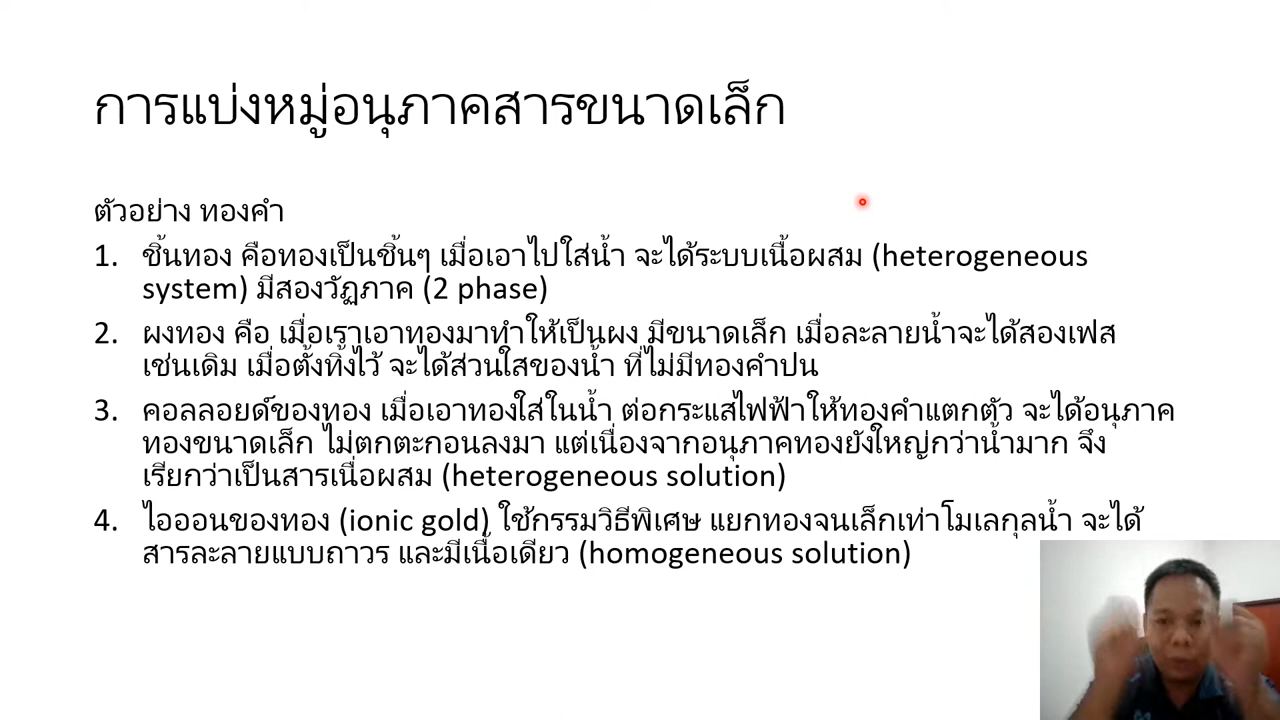 การแบ่งหมู่อนุภาคสารขนาดเล็ก
ตัวอย่าง ทองคำ
1. ชิ้นทอง คือทองเป็นชิ้นๆ เมื่อเอาไปใส่น้ำ จะได้ระบบเนื้อผสม (heterogeneous
system) มีสองวัฏภาค (2 phase)
2. ผงทอง คือ เมื่อเราเอาทองมาทำให้เป็นผง มีขนาดเล็ก เมื่อละลายน้ำจะได้สองเฟส
เช่นเดิม เมื่อตั้งทิ้งไว้ จะได้ส่วนใสของน้ำ ที่ไม่มีทองคำปน
3. คอลลอยด์ของทอง เมื่อเอาทองใส่ในน้ำ ต่อกระแสไฟฟ้าให้ทองคำแตกตัว จะได้อนุภาค
ทองขนาดเล็ก ไม่ตกตะกอนลงมา แต่เนื่องจากอนุภาคทองยังใหญ่กว่าน้ำมาก จึง
เรียกว่าเป็นสารเนื้อผสม (heterogeneous solution)
4. ไอออนของทอง (ionic gold) ใช้กรรมวิธีพิเศษ แยกทองจนเล็กเท่าโมเลกุลน้ำ จะได้
สารละลายแบบถาวร และมีเนื้อเดียว (homogeneous solution)